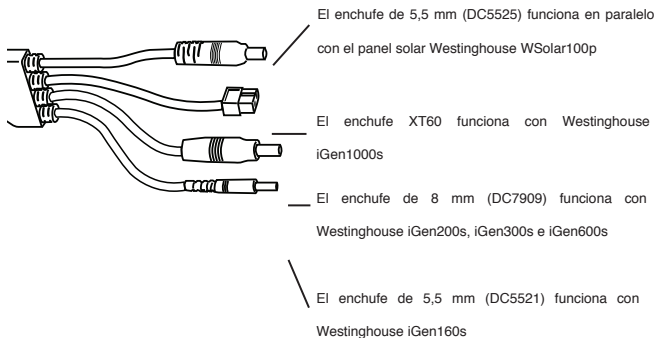 El enchufe de 5,5 mm (DC5525) funciona en paralelo
con el panel solar Westinghouse WSolar100p
El enchufe XT60 funciona con Westinghouse
iGen1000s
El enchufe de 8 mm (DC7909) funciona con
Westinghouse iGen200s, iGen300s e iGen600s
El enchufe de 5,5 mm (DC5521) funciona con
Westinghouse iGen160s